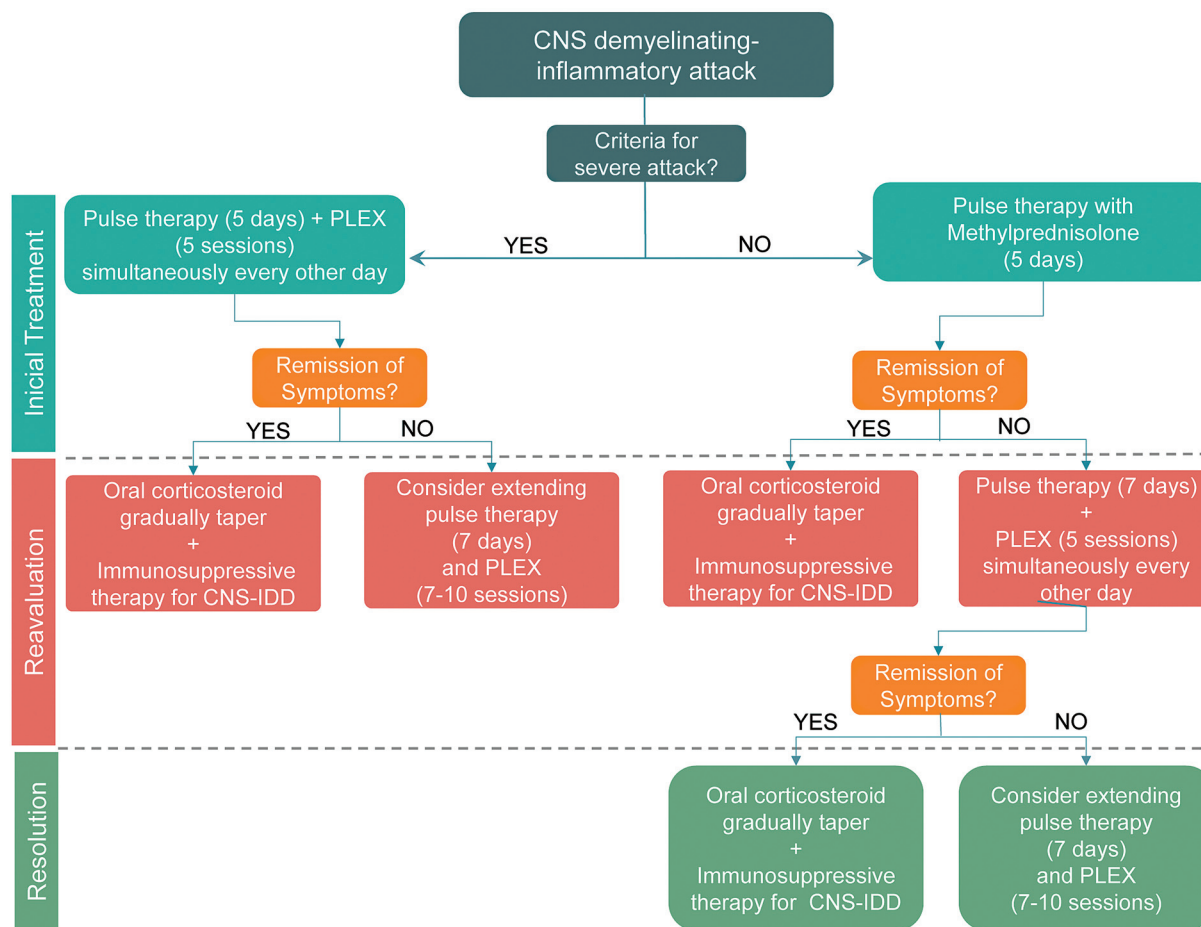 CNS demyelinating-
inflammatory attack
Criteria for
severe attack?
Inicial Treatment
Pulse therapy (5 days) + PLEX
(5 sessions)
simultaneously every other day
YES
NO
Pulse therapy with
Methylprednisolone
(5 days)
Remission of
Symptoms?
YES
NO
Remission of
Symptoms?
YES
NO
Reavaluation
Oral corticosteroid
gradually taper
+
Immunosuppressive
therapy for CNS-IDD
Consider extending
pulse therapy
(7 days)
and PLEX
(7-10 sessions)
Oral corticosteroid
gradually taper
+
Immunosuppressive
therapy for CNS-IDD
Pulse therapy (7 days)
+
PLEX (5 sessions)
simultaneously every
other day
Remission of
Symptoms?
YES
NO
Resolution
Oral corticosteroid
gradually taper
+
Immunosuppressive
therapy for CNS-IDD
Consider extending
pulse therapy
(7 days)
and PLEX
(7-10 sessions)